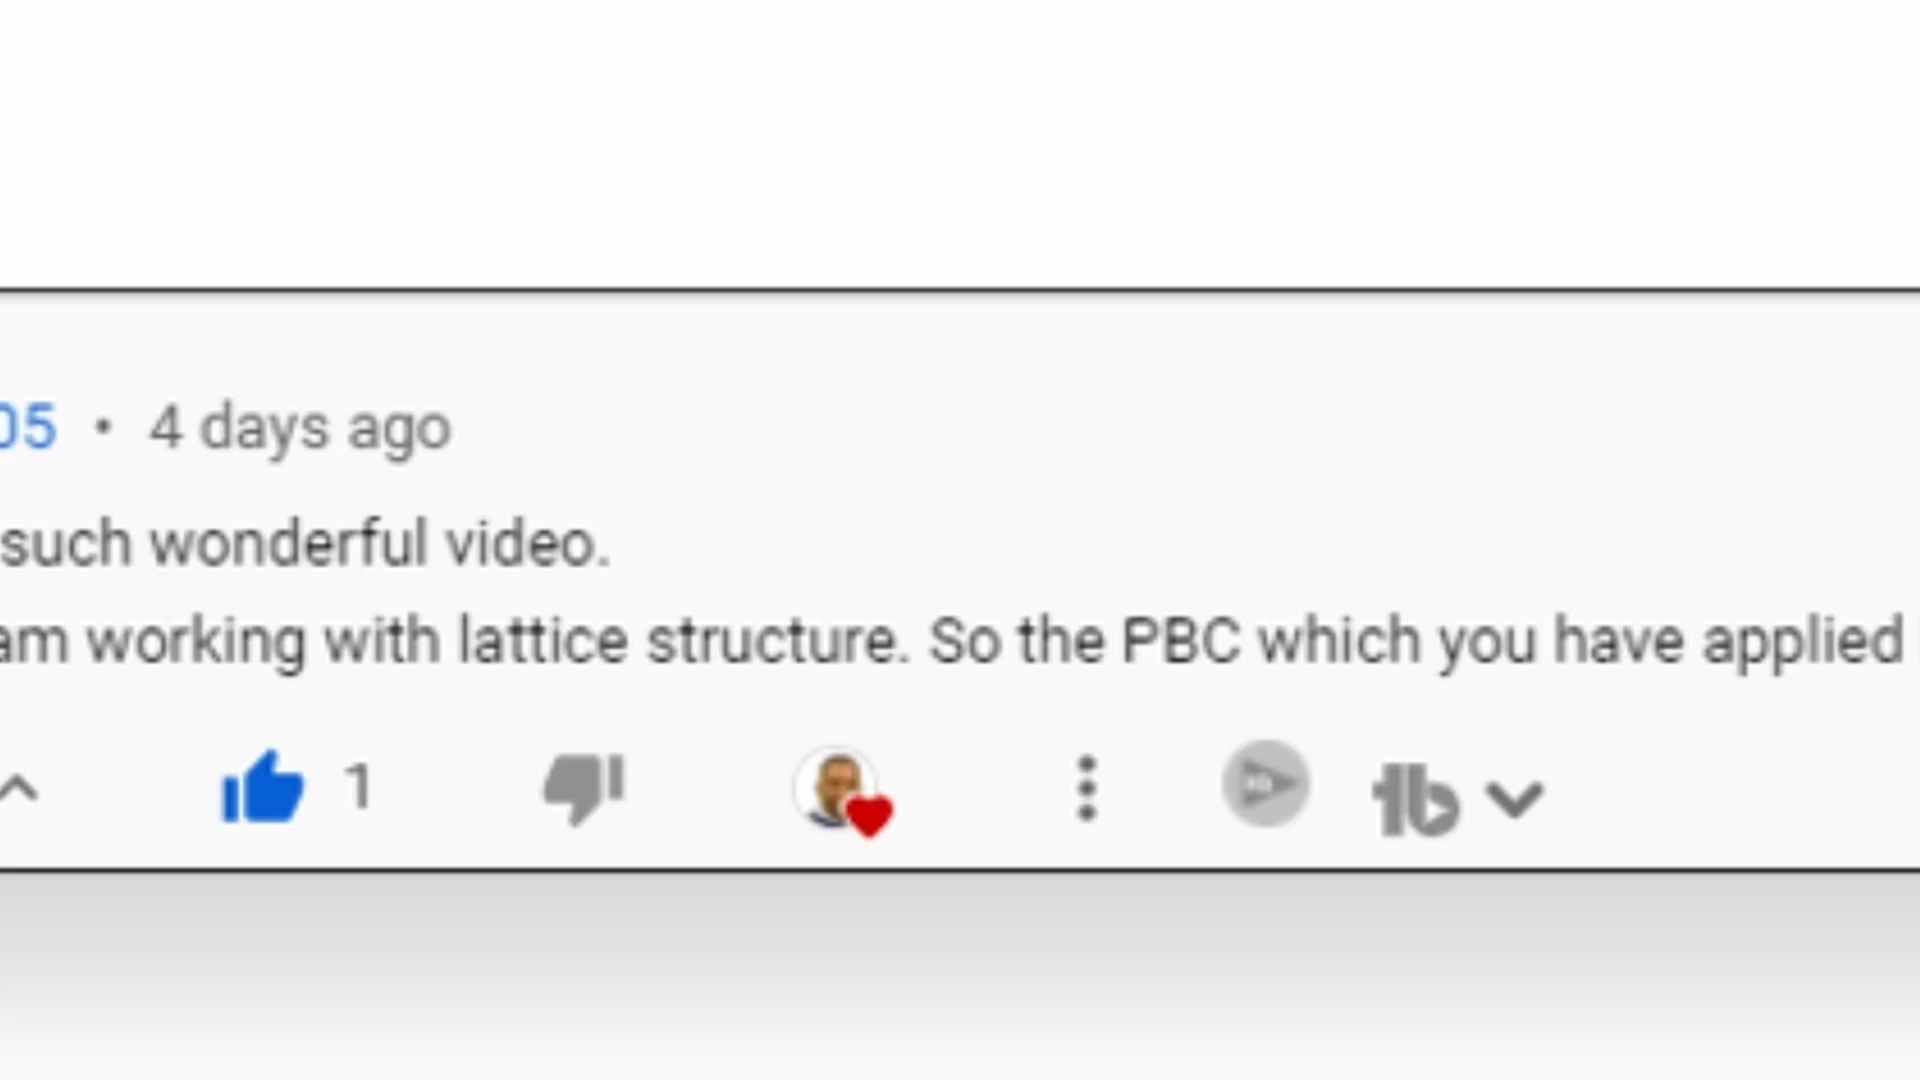 05 • 4 days ago
such wonderful video.
am working with lattice structure. So the PBC which you have applied
1